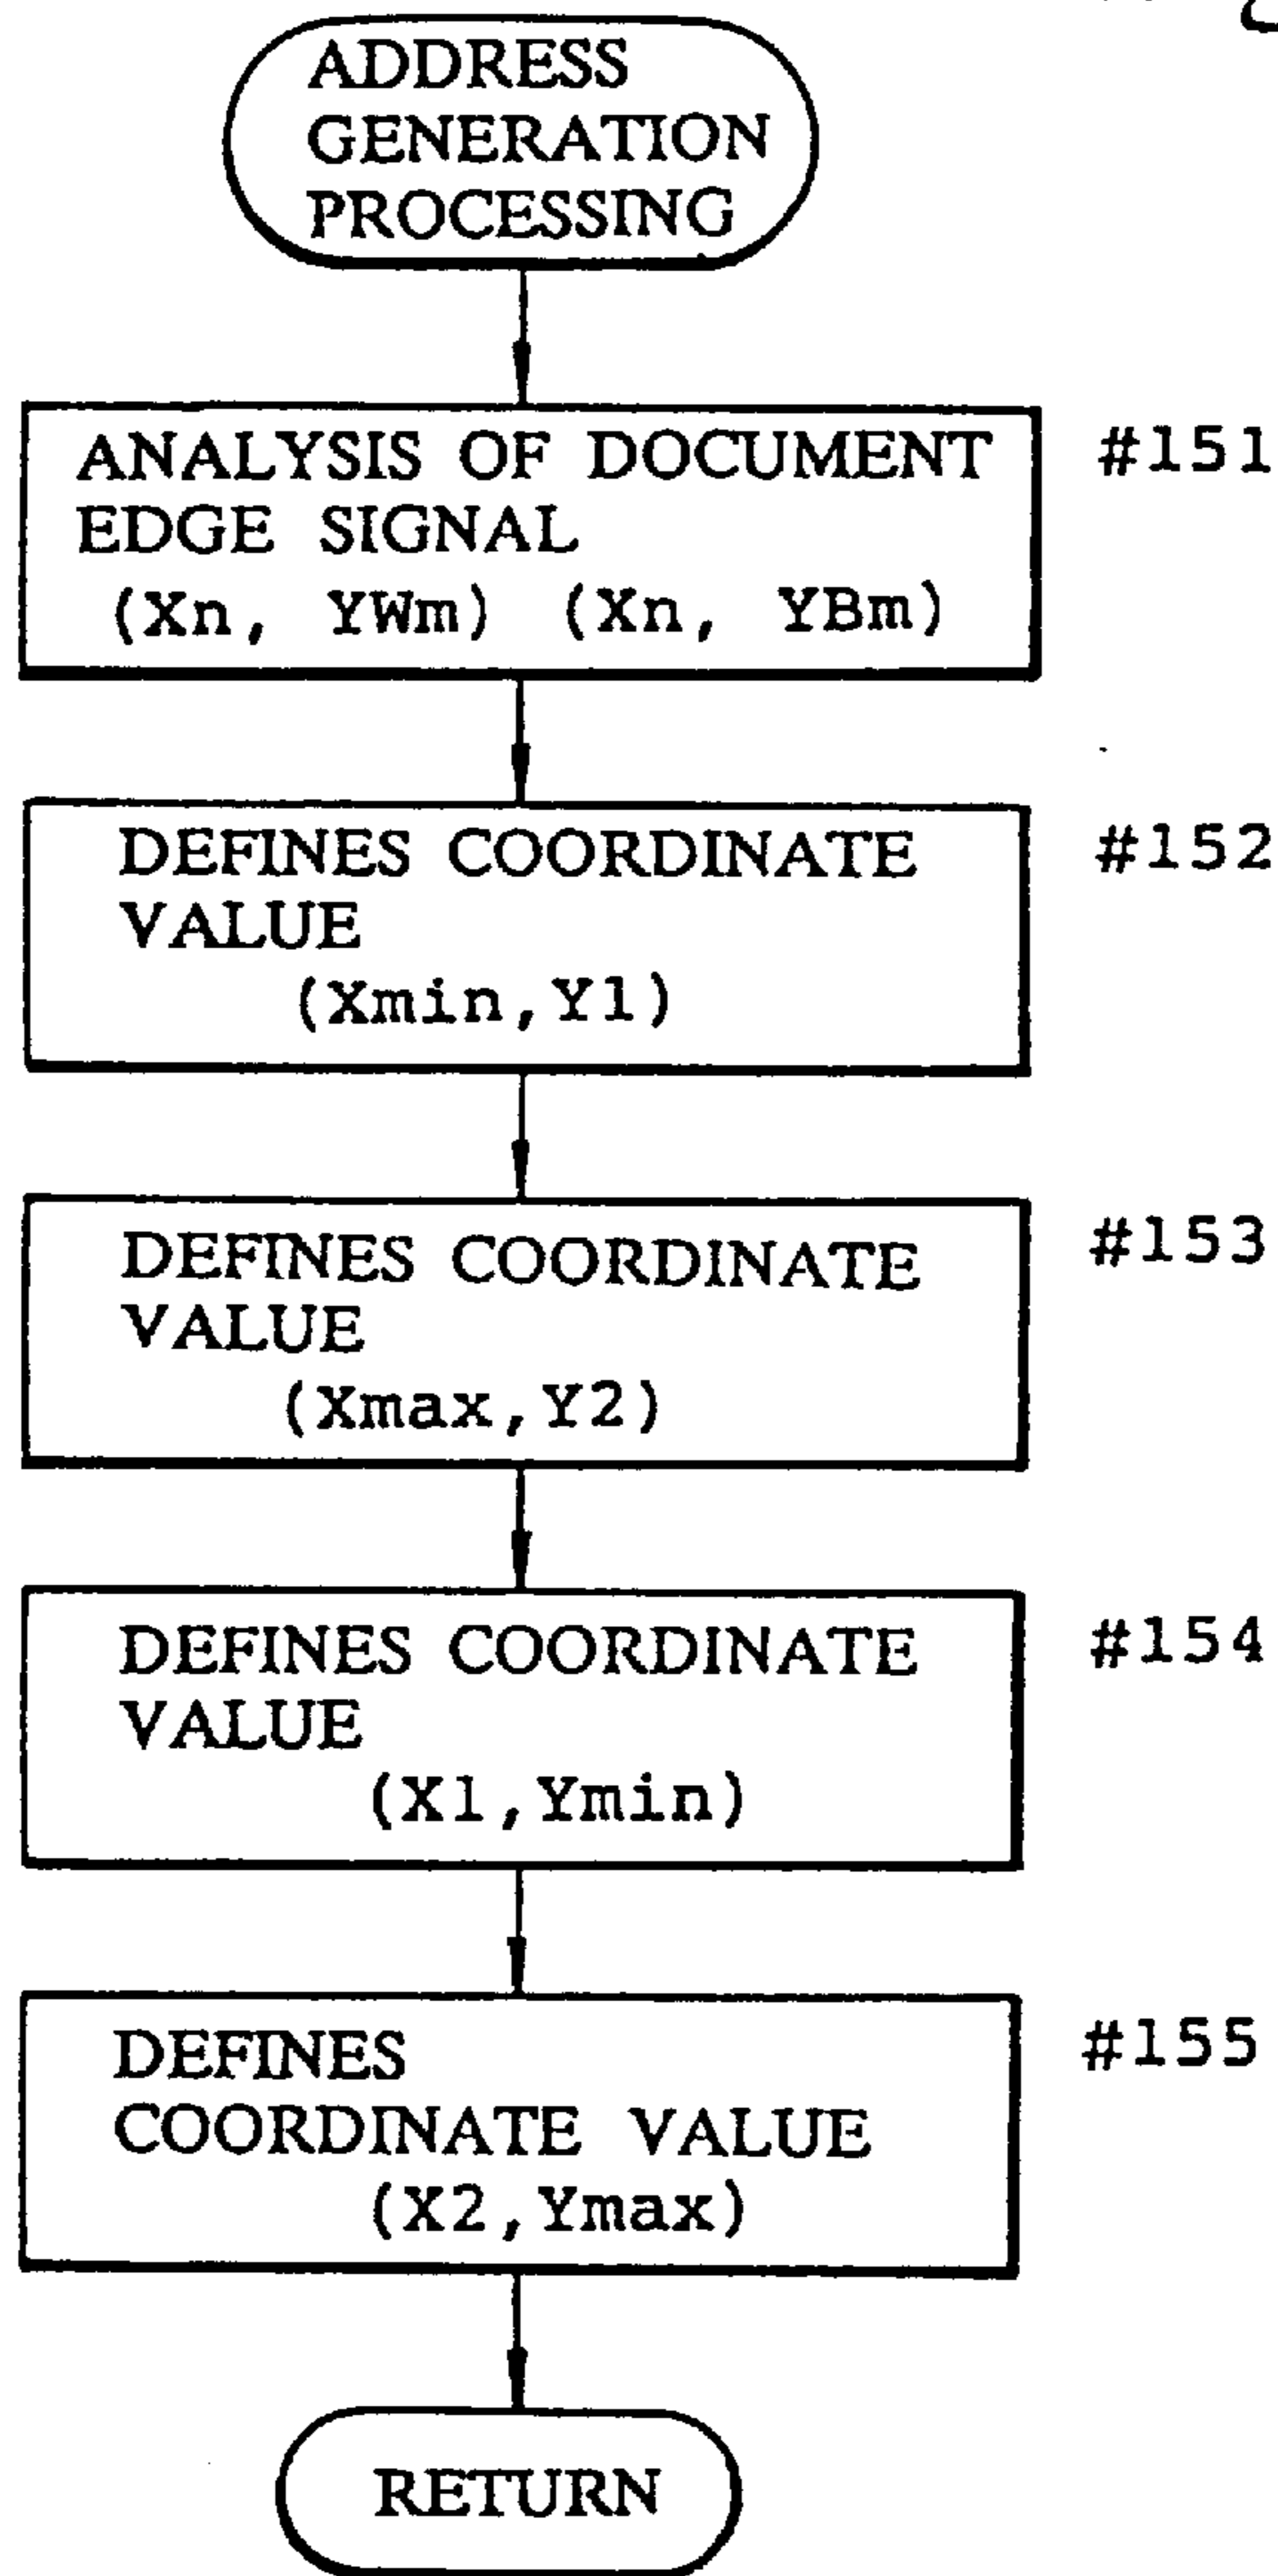 ADDRESS
GENERATION
PROCESSING
ANALYSIS OF DOCUMENT
EDGE SIGNAL
(Xn, YWm) (Xn, YBm)
#151
DEFINES COORDINATE
VALUE
(Xmin,Y1)
#152
DEFINES COORDINATE
VALUE
(Xmax,Y2)
#153
DEFINES COORDINATE
VALUE
(X1,Ymin)
#154
DEFINES
COORDINATE VALUE
(X2,Ymax)
#155
RETURN